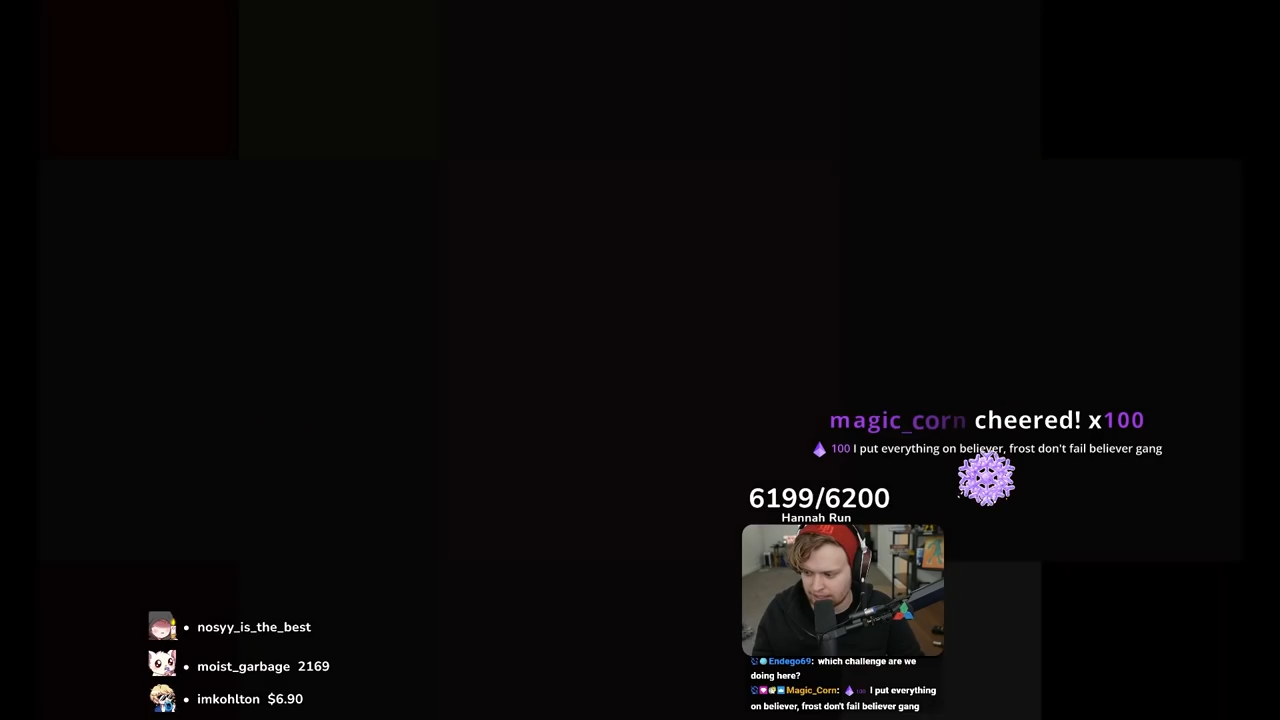 magic_corn cheered! x100
100 I put everything on believer, frost don't fail believer gang
6199/6200
Hannah Run
nosyy_is_the_best
moist_garbage 2169
imkohlton $6.90
Endego69: which challenge are we
doing here?
Magic_Corn: 100 I put everything
on believer, frost don't fail believer gang